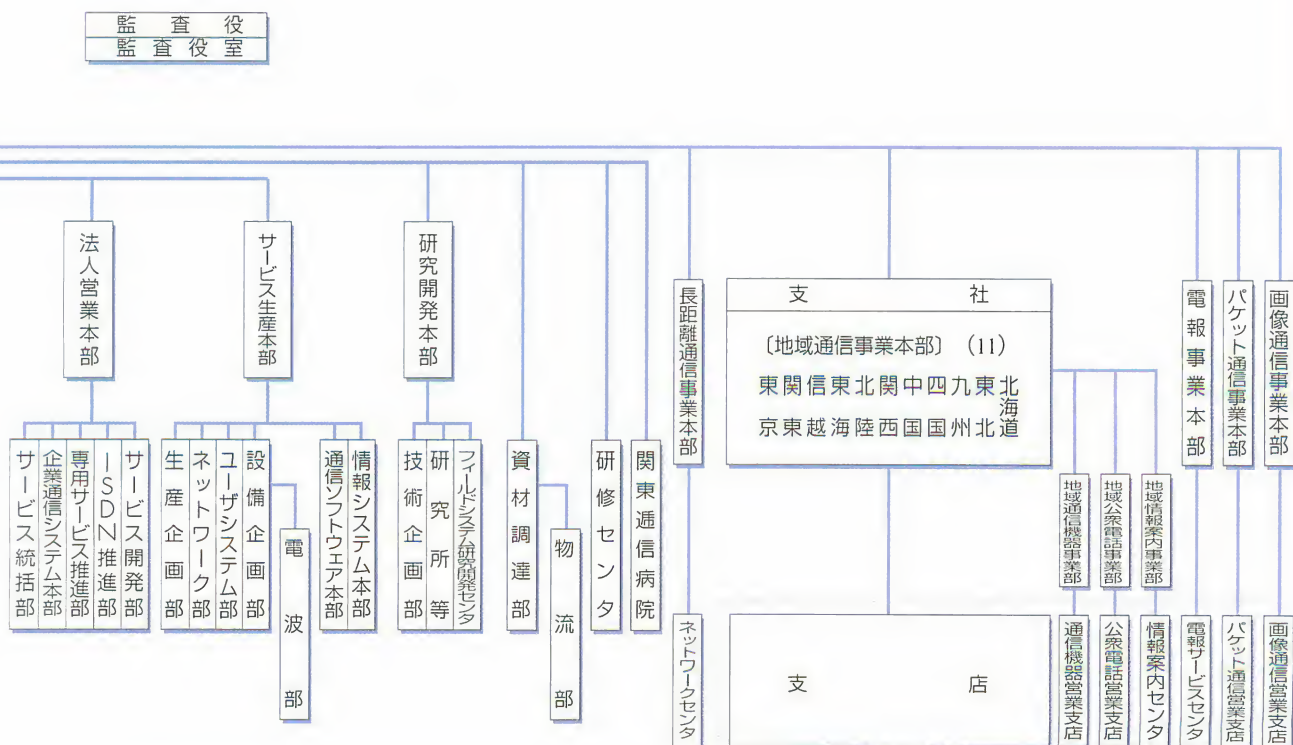 監査役
監査役室
法人営業本部
サービス生産本部
研究開発本部
長距離通信事業本部
支社
〔地域通信事業本部〕(11)
東京
関東
信越
東海
北陸
関西
中国
四国
九州
東北
北海道
電報事業本部
パケット通信事業本部
画像通信事業本部
サービス統括部
企業通信システム本部
専用サービス推進部
ISDN推進部
サービス開発部
生産企画部
ネットワーク部
ユーザシステム部
設備企画部
電波部
通信ソフトウェア本部
情報システム本部
技術企画部
研究所等
フィールドシステム研究開発センタ
資材調達部
物流部
研修センタ
関東逓信病院
地域通信機器事業部
地域公衆電話事業部
地域情報案内事業部
ネットワークセンタ
支店
通信機器営業支店
公衆電話営業支店
情報案内センタ
電報サービスセンタ
パケット通信営業支店
画像通信営業支店